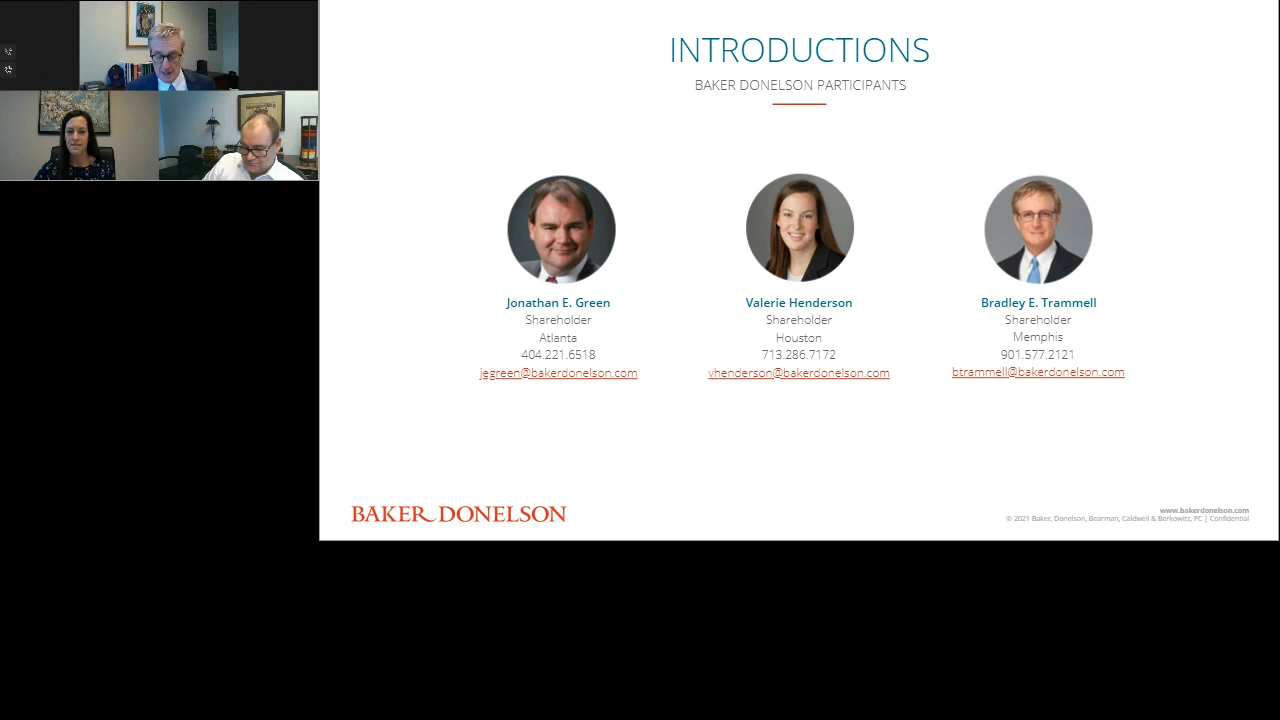 INTRODUCTIONS
BAKER DONELSON PARTICIPANTS
Jonathan E. Green
Shareholder
Atlanta
404.221.6518
jegreen@bakerdonelson.com
Valerie Henderson
Shareholder
Houston
713.286.7172
vhenderson@bakerdonelson.com
Bradley E. Trammell
Shareholder
Memphis
901.577.2121
btrammell@bakerdonelson.com
BAKER DONELSON
www.bakerdonelson.com
© 2021 Baker, Donelson, Bearman, Caldwell & Berkowitz, PC | Confidential